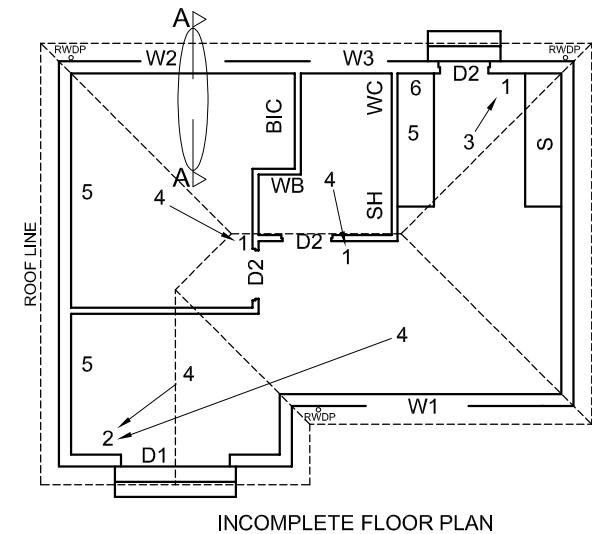 A
RWDP
W2
W3
RWDP
D2
BIC
WC
6
1
5
3
S
A
WB
4
5
4
SH
1
D2
1
D2
ROOF LINE
4
5
4
2
D1
RWDP
W1
INCOMPLETE FLOOR PLAN